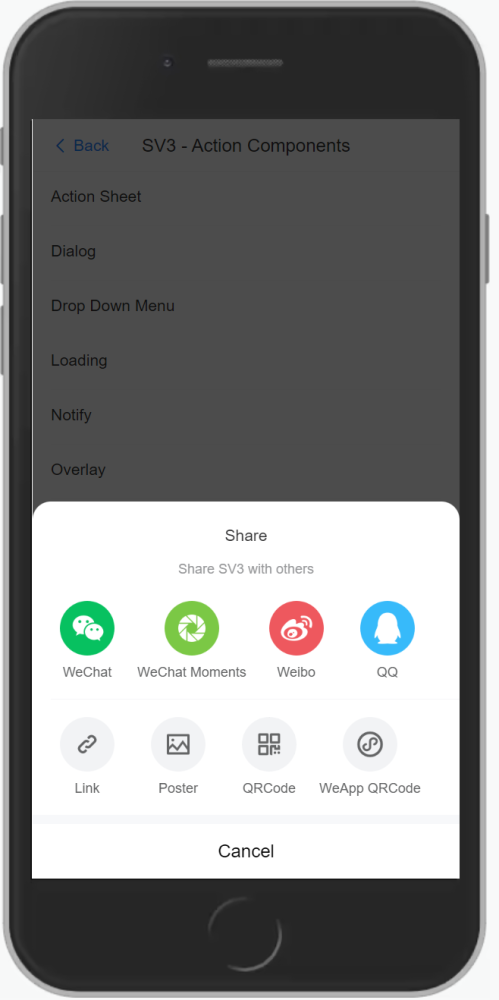 Back
SV3 - Action Components
Action Sheet
Dialog
Drop Down Menu
Loading
Notify
Overlay
Share
Share SV3 with others
WeChat
WeChat Moments
Weibo
QQ
Link
Poster
QRCode
WeApp QRCode
Cancel